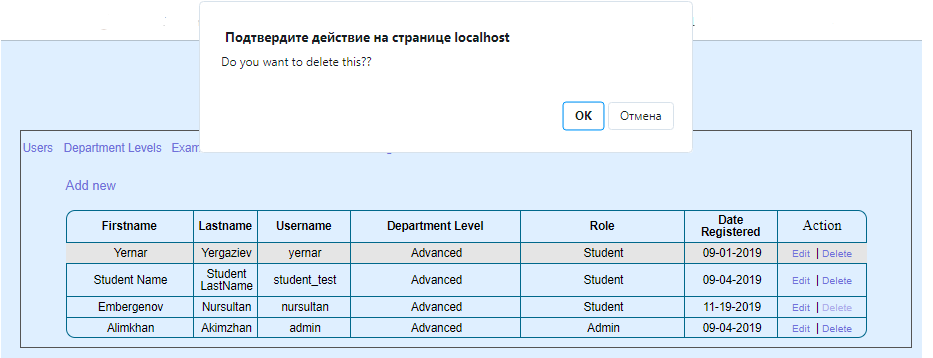 Подтвердите действие на странице localhost
Do you want to delete this??
OK Отмена
Users Department Levels Exam
Add new
Firstname Lastname Username Department Level Role Date Registered Action
Yernar Yergaziev yernar Advanced Student 09-01-2019 Edit | Delete
Student Name Student LastName student_test Advanced Student 09-04-2019 Edit | Delete
Embergenov Nursultan nursultan Advanced Student 11-19-2019 Edit | Delete
Alimkhan Akimzhan admin Advanced Admin 09-04-2019 Edit | Delete